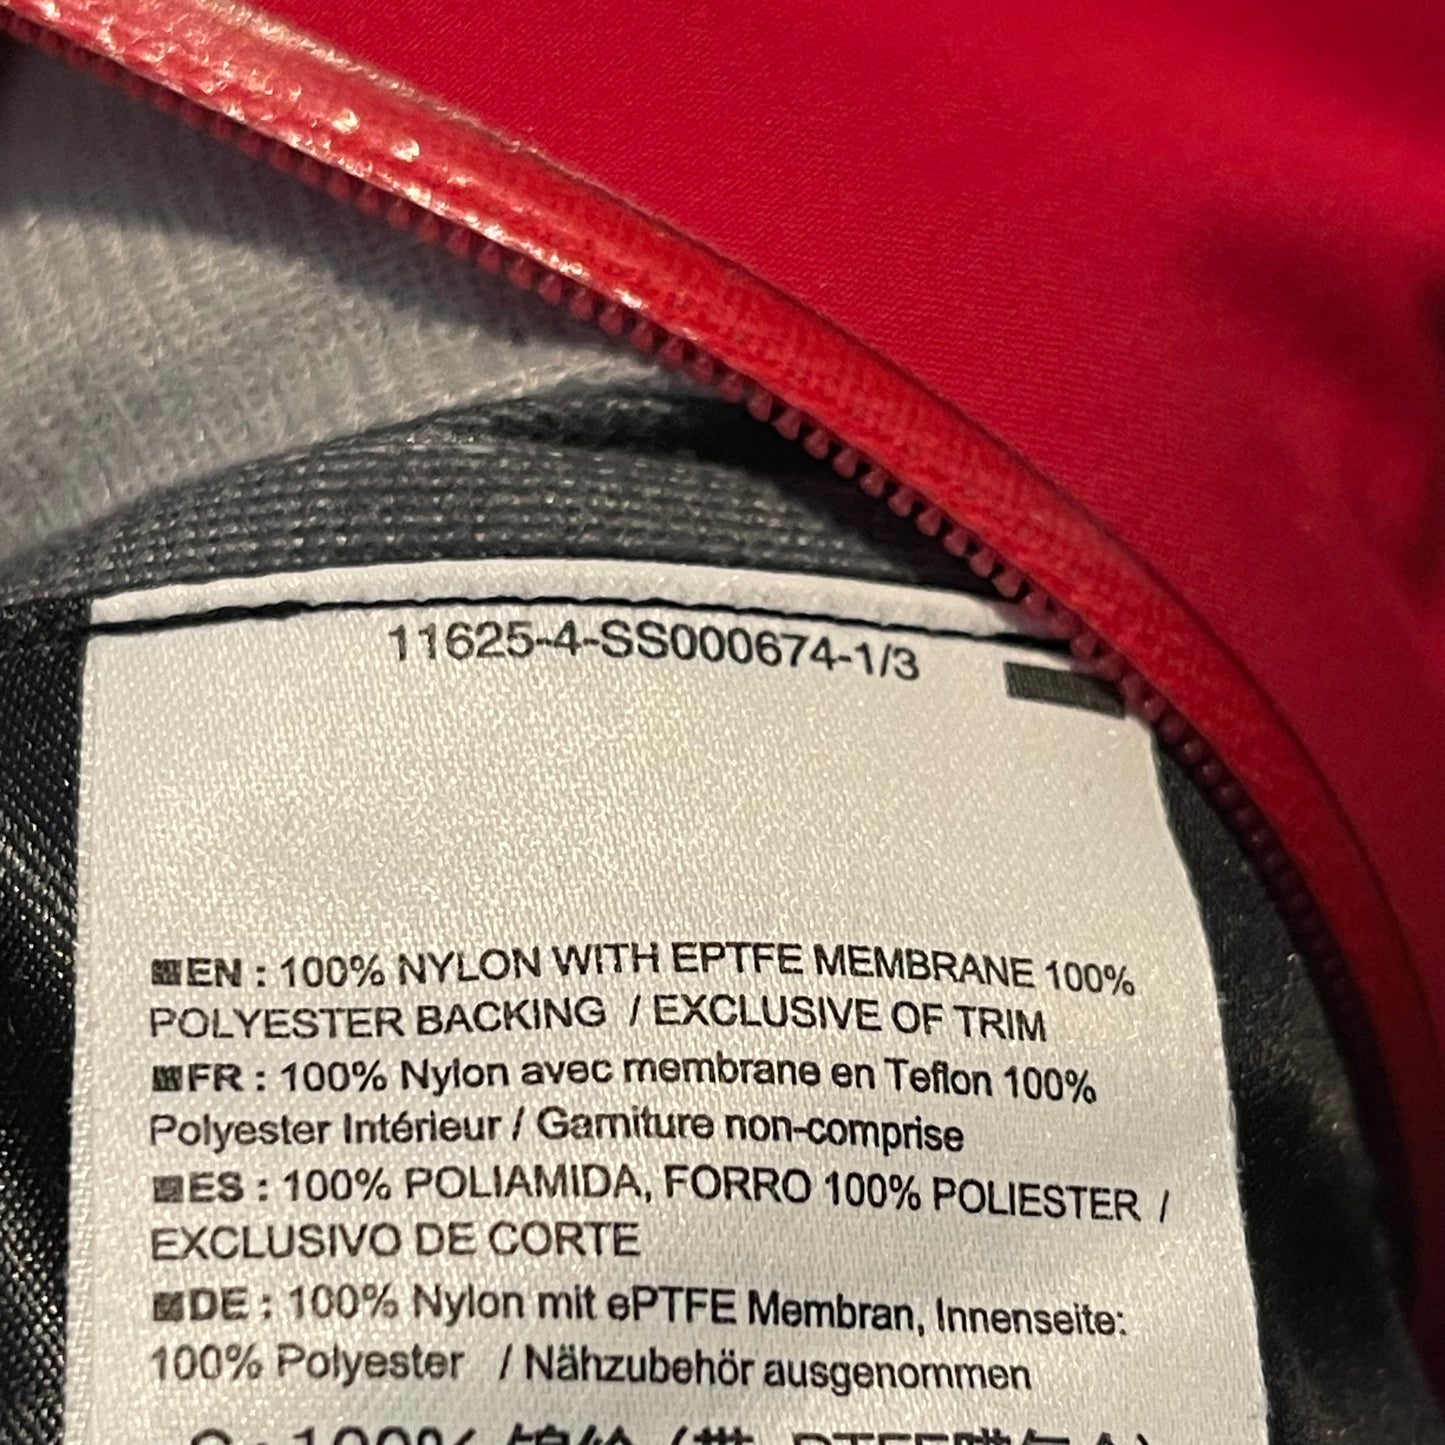 11625-4-SS000674-1/3
EN : 100% NYLON WITH EPTFE MEMBRANE 100%
POLYESTER BACKING / EXCLUSIVE OF TRIM
FR : 100% Nylon avec membrane en Teflon 100%
Polyester Intérieur / Garniture non-comprise
ES : 100% POLIAMIDA, FORRO 100% POLIESTER /
EXCLUSIVO DE CORTE
DE : 100% Nylon mit ePTFE Membran, Innenseite:
100% Polyester / Nähzubehör ausgenommen